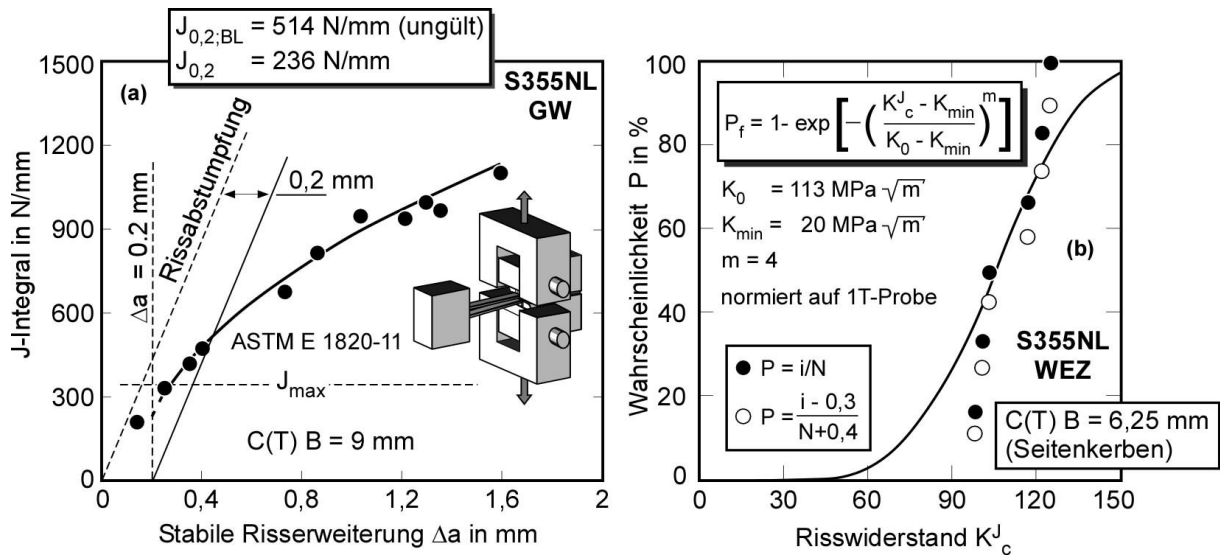 J0,2;BL = 514 N/mm (ungült)
J0,2 = 236 N/mm
(a)
S355NL
GW
1500
1200
900
600
300
0
J-Integral in N/mm
Δa = 0.2 mm
Rissabstumpfung
0,2 mm
ASTM E 1820-11
Jmax
C(T) B = 9 mm
0 0,4 0,8 1,2 1,6 2
Stabile Risserweiterung Δa in mm
100
80
60
40
20
0
Wahrscheinlichkeit P in %
Pf = 1- exp [-( (KJc - Kmin) / (K0 - Kmin) )m]
K0 = 113 MPa √m
Kmin = 20 MPa √m
m = 4
normiert auf 1T-Probe
(b)
S355NL
WEZ
P = i/N
P = (i - 0,3) / (N+0,4)
C(T) B = 6,25 mm
(Seitenkerben)
0 30 60 90 120 150
Risswiderstand KJc